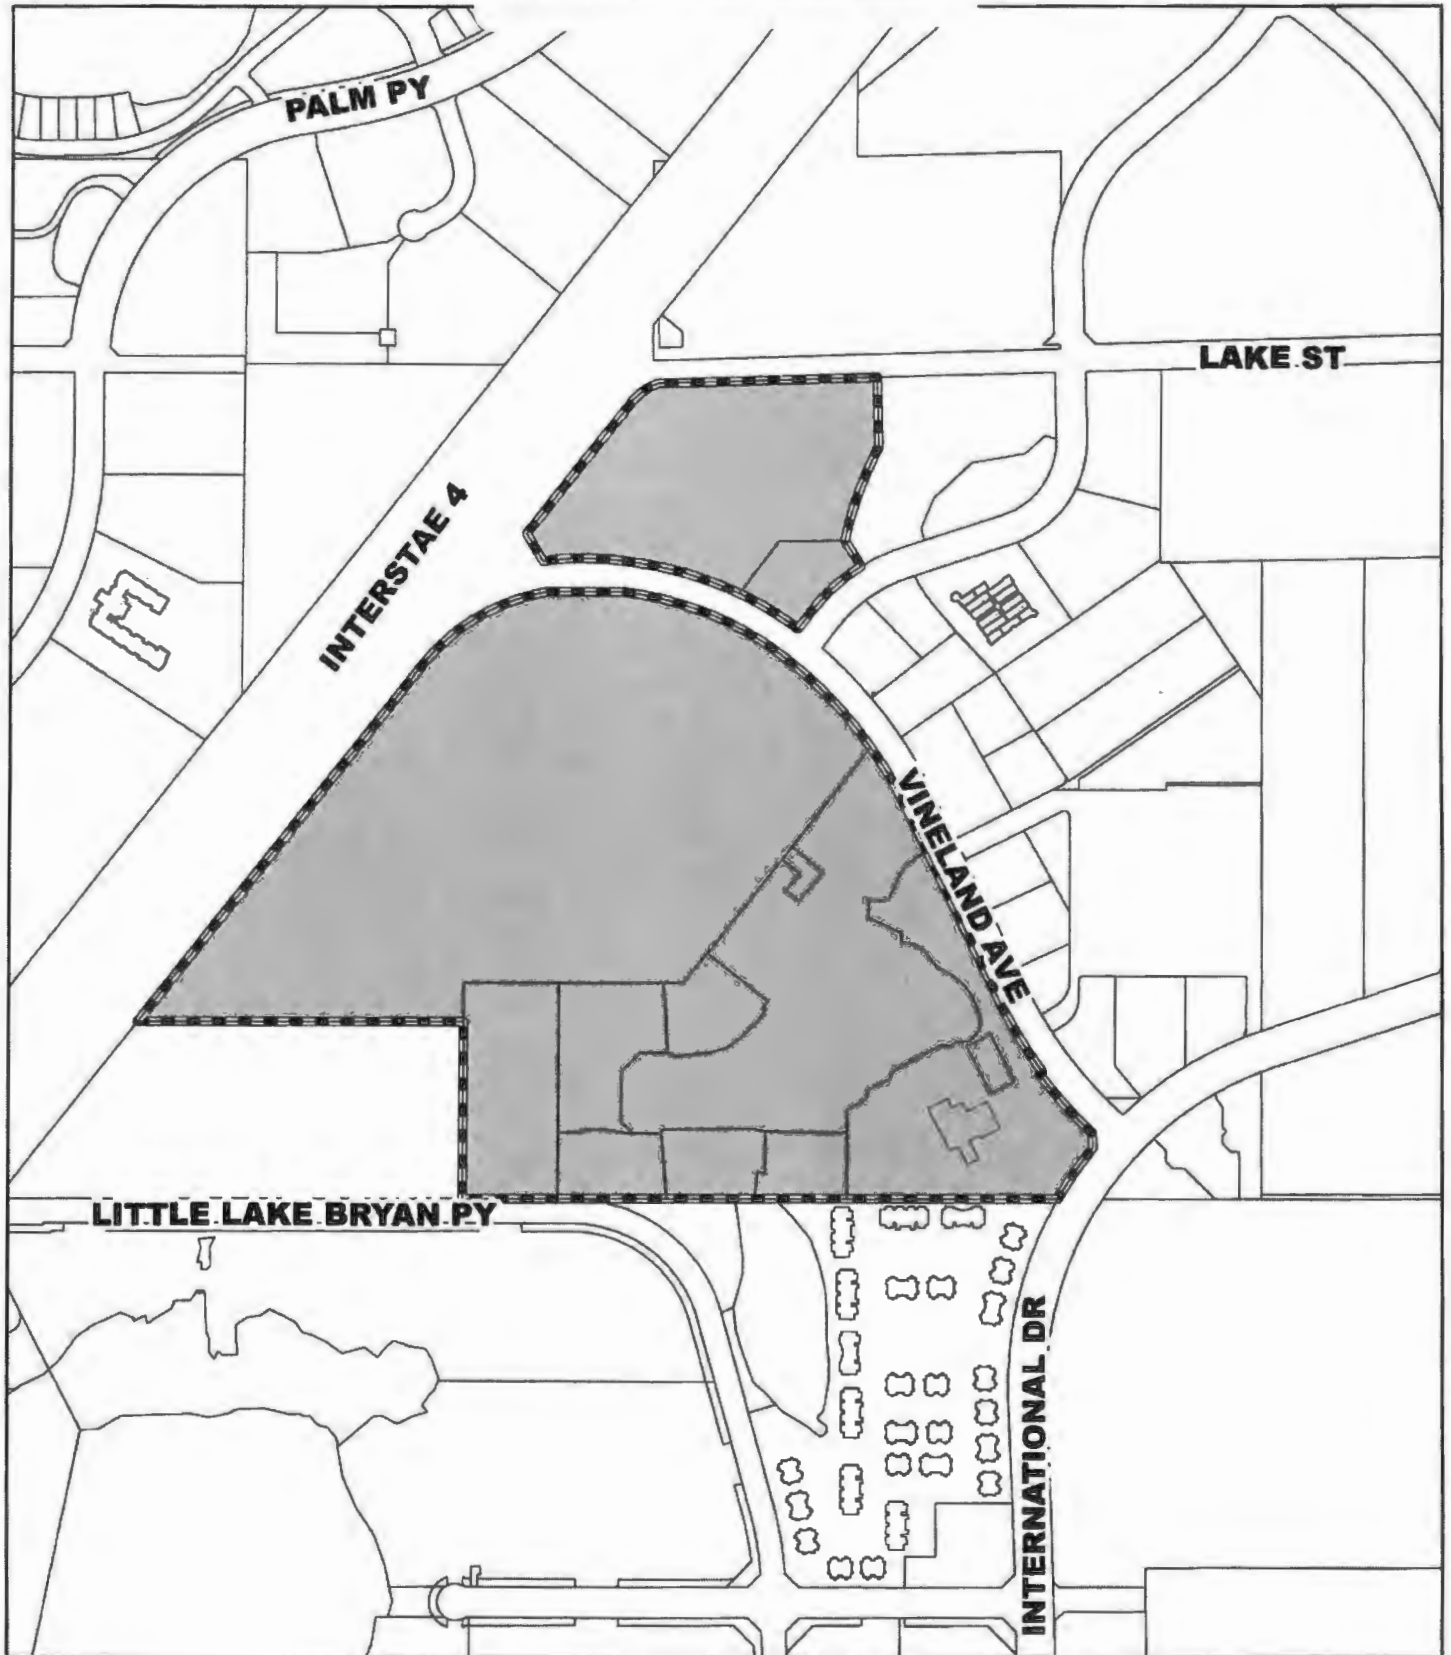 PALM PY
LAKE ST
INTERSTAE 4
VINELAND AVE
LITTLE LAKE BRYAN PY
INTERNATIONAL DR